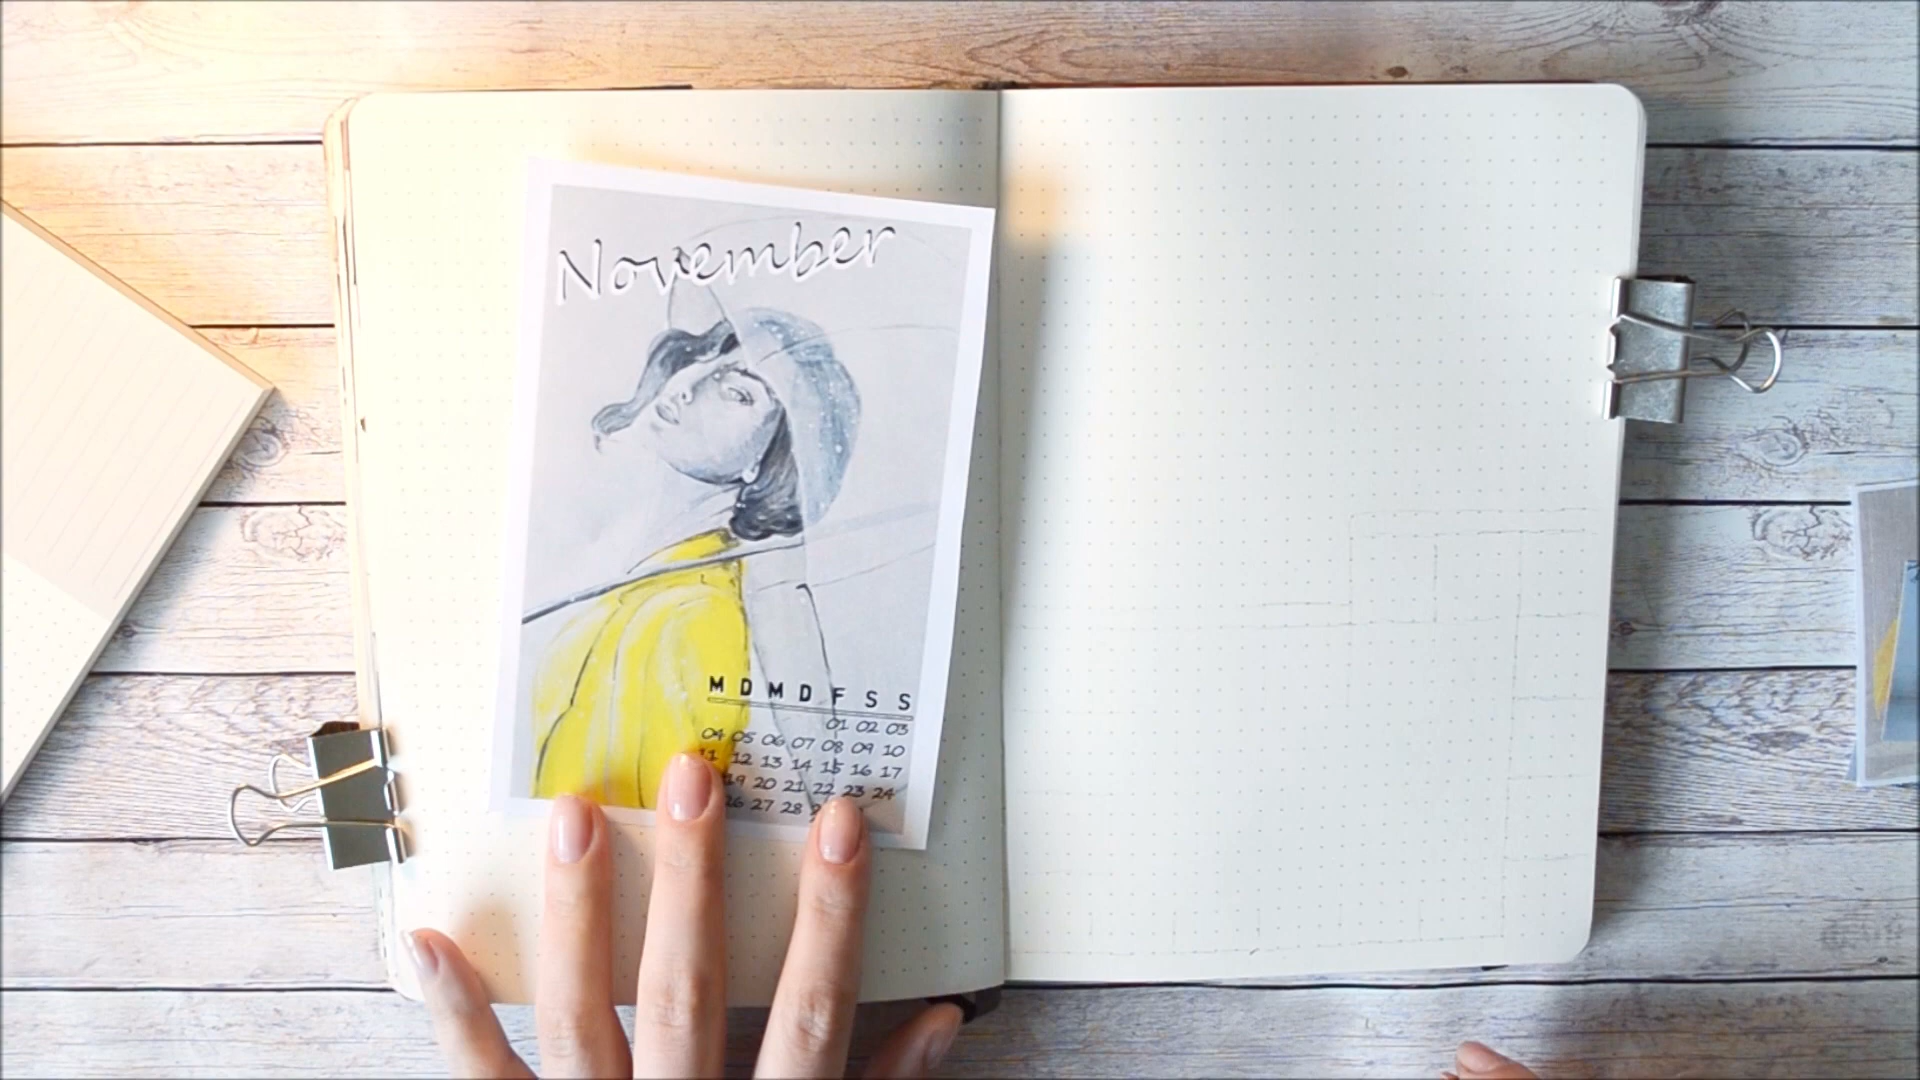 November
M D M D F S S
01 02 03
04 05 06 07 08 09 10
11 12 13 14 15 16 17
19 20 21 22 23 24
26 27 28